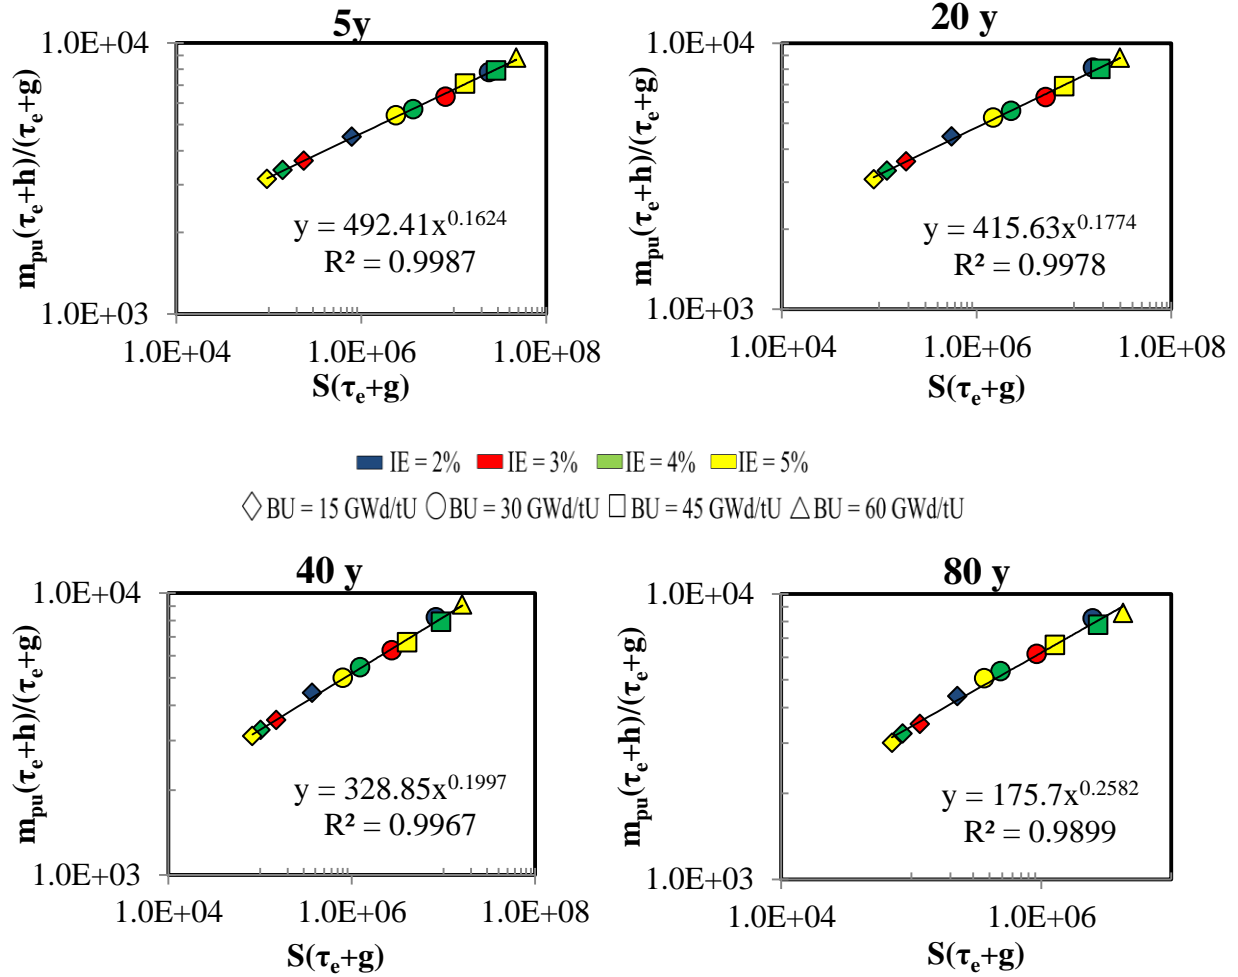 5y
1.0E+04
1.0E+03
m_pu(τ_e+h)/(τ_e+g)
y = 492.41x^0.1624
R² = 0.9987
1.0E+04 1.0E+06 1.0E+08
S(τ_e+g)
20 y
1.0E+04
1.0E+03
m_pu(τ_e+h)/(τ_e+g)
y = 415.63x^0.1774
R² = 0.9978
1.0E+04 1.0E+06 1.0E+08
S(τ_e+g)
IE = 2% IE = 3% IE = 4% IE = 5%
BU = 15 GWd/tU BU = 30 GWd/tU BU = 45 GWd/tU BU = 60 GWd/tU
40 y
1.0E+04
1.0E+03
m_pu(τ_e+h)/(τ_e+g)
y = 328.85x^0.1997
R² = 0.9967
1.0E+04 1.0E+06 1.0E+08
S(τ_e+g)
80 y
1.0E+04
1.0E+03
m_pu(τ_e+h)/(τ_e+g)
y = 175.7x^0.2582
R² = 0.9899
1.0E+04 1.0E+06
S(τ_e+g)